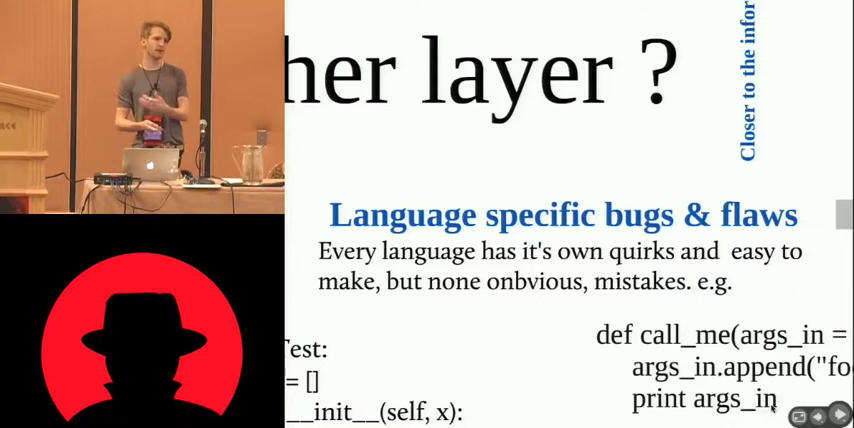 her layer ?
Closer to the infor
Language specific bugs & flaws
Every language has it's own quirks and easy to
make, but none onbvious, mistakes. e.g.
Test:
= []
__init__(self, x):
def call_me(args_in =
args_in.append("fo
print args_in